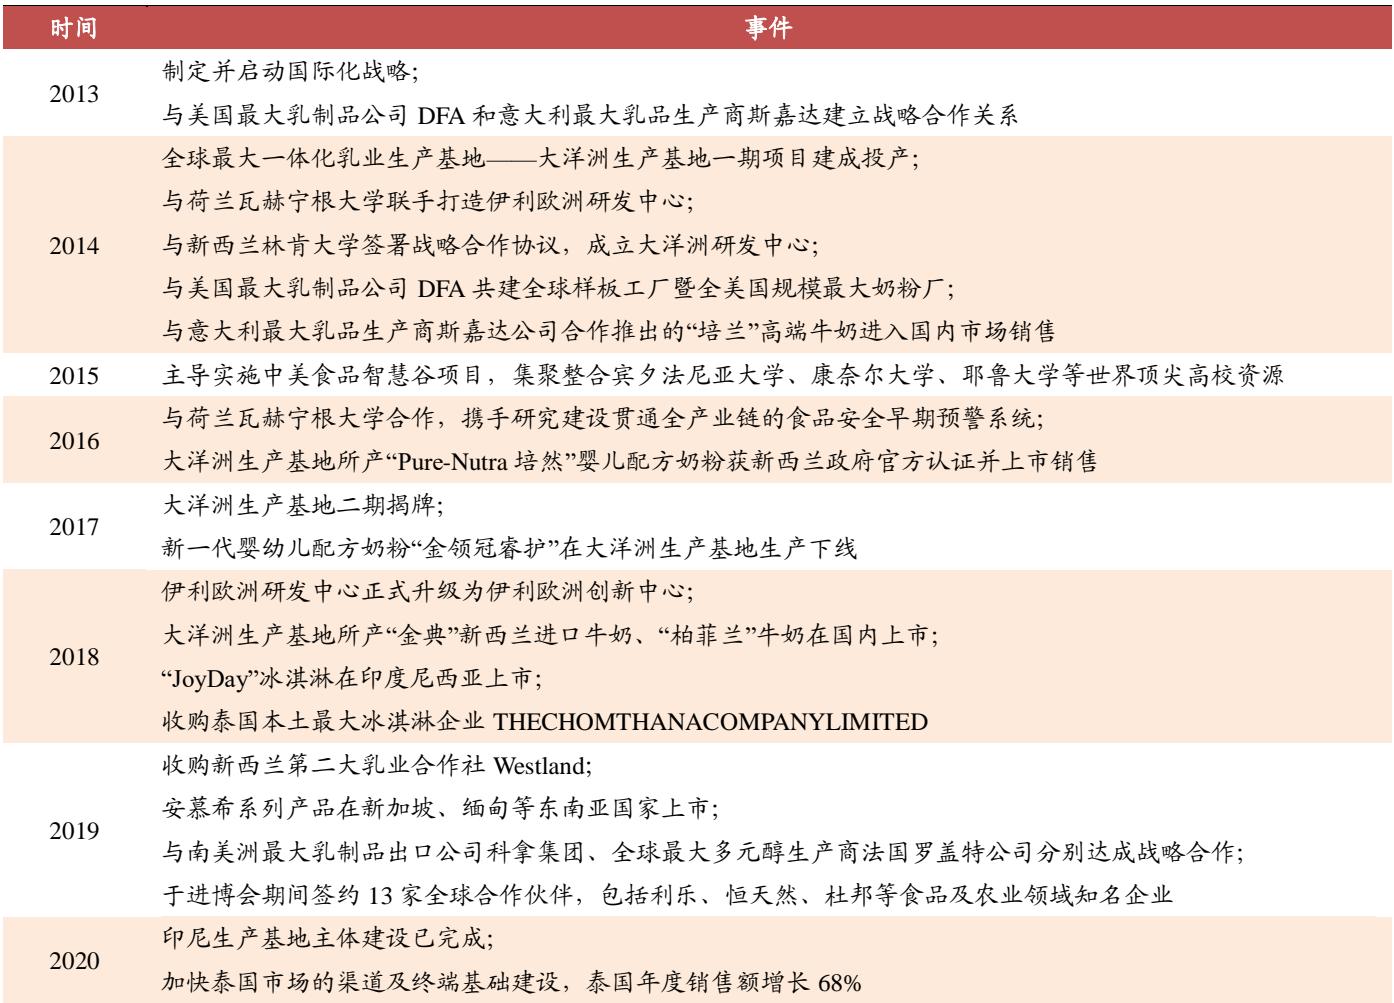 时间 事件
2013
制定并启动国际化战略；
与美国最大乳制品公司 DFA 和意大利最大乳品生产商斯嘉达建立战略合作关系
2014
全球最大一体化乳业生产基地——大洋洲生产基地一期项目建成投产；
与荷兰瓦赫宁根大学联手打造伊利欧洲研发中心；
与新西兰林肯大学签署战略合作协议，成立大洋洲研发中心；
与美国最大乳制品公司 DFA 共建全球样板工厂暨全美国规模最大奶粉厂；
与意大利最大乳品生产商斯嘉达公司合作推出的“培兰”高端牛奶进入国内市场销售
2015 主导实施中美食品智慧谷项目，集聚整合宾夕法尼亚大学、康奈尔大学、耶鲁大学等世界顶尖高校资源
2016
与荷兰瓦赫宁根大学合作，携手研究建设贯通全产业链的食品安全早期预警系统；
大洋洲生产基地所产“Pure-Nutra 培然”婴儿配方奶粉获新西兰政府官方认证并上市销售
2017
大洋洲生产基地二期揭牌；
新一代婴幼儿配方奶粉“金领冠睿护”在大洋洲生产基地生产下线
2018
伊利欧洲研发中心正式升级为伊利欧洲创新中心；
大洋洲生产基地所产“金典”新西兰进口牛奶、“柏菲兰”牛奶在国内上市；
“JoyDay”冰淇淋在印度尼西亚上市；
收购泰国本土最大冰淇淋企业 THECHOMTHANACOMPANYLIMITED
2019
收购新西兰第二大乳业合作社 Westland；
安慕希系列产品在新加坡、缅甸等东南亚国家上市；
与南美洲最大乳制品出口公司科拿集团、全球最大多元醇生产商法国罗盖特公司分别达成战略合作；
于进博会期间签约 13 家全球合作伙伴，包括利乐、恒天然、杜邦等食品及农业领域知名企业
2020
印尼生产基地主体建设已完成；
加快泰国市场的渠道及终端基础建设，泰国年度销售额增长 68%